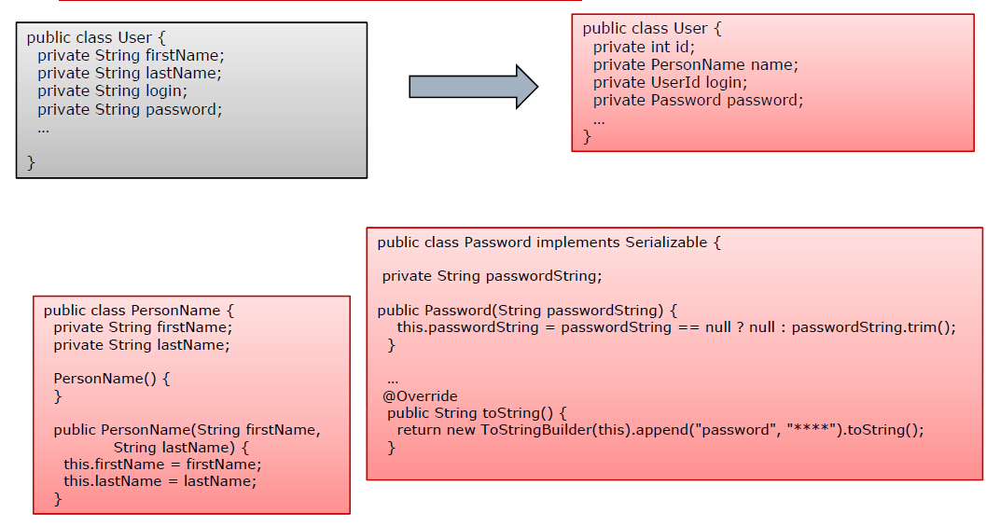 public class User {
private String firstName;
private String lastName;
private String login;
private String password;
...
}
public class User {
private int id;
private PersonName name;
private UserId login;
private Password password;
...
}
public class PersonName {
private String firstName;
private String lastName;
PersonName() {
}
public PersonName(String firstName,
String lastName) {
this.firstName = firstName;
this.lastName = lastName;
}
public class Password implements Serializable {
private String passwordString;
public Password(String passwordString) {
this.passwordString = passwordString == null ? null : passwordString.trim();
}
...
@Override
public String toString() {
return new ToStringBuilder(this).append("password", "****").toString();
}